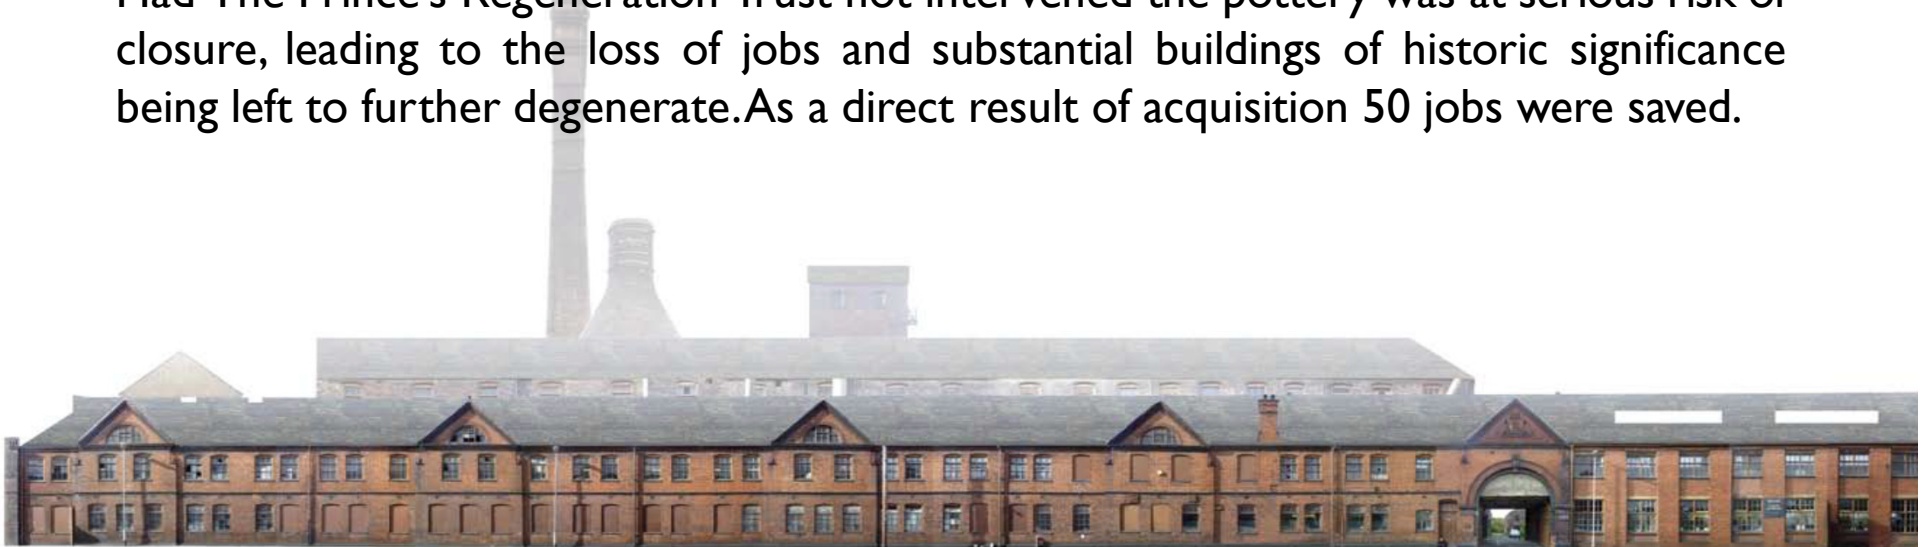 Had The Prince's Regeneration Trust not intervened the pottery was at serious risk of
closure, leading to the loss of jobs and substantial buildings of historic significance
being left to further degenerate. As a direct result of acquisition 50 jobs were saved.